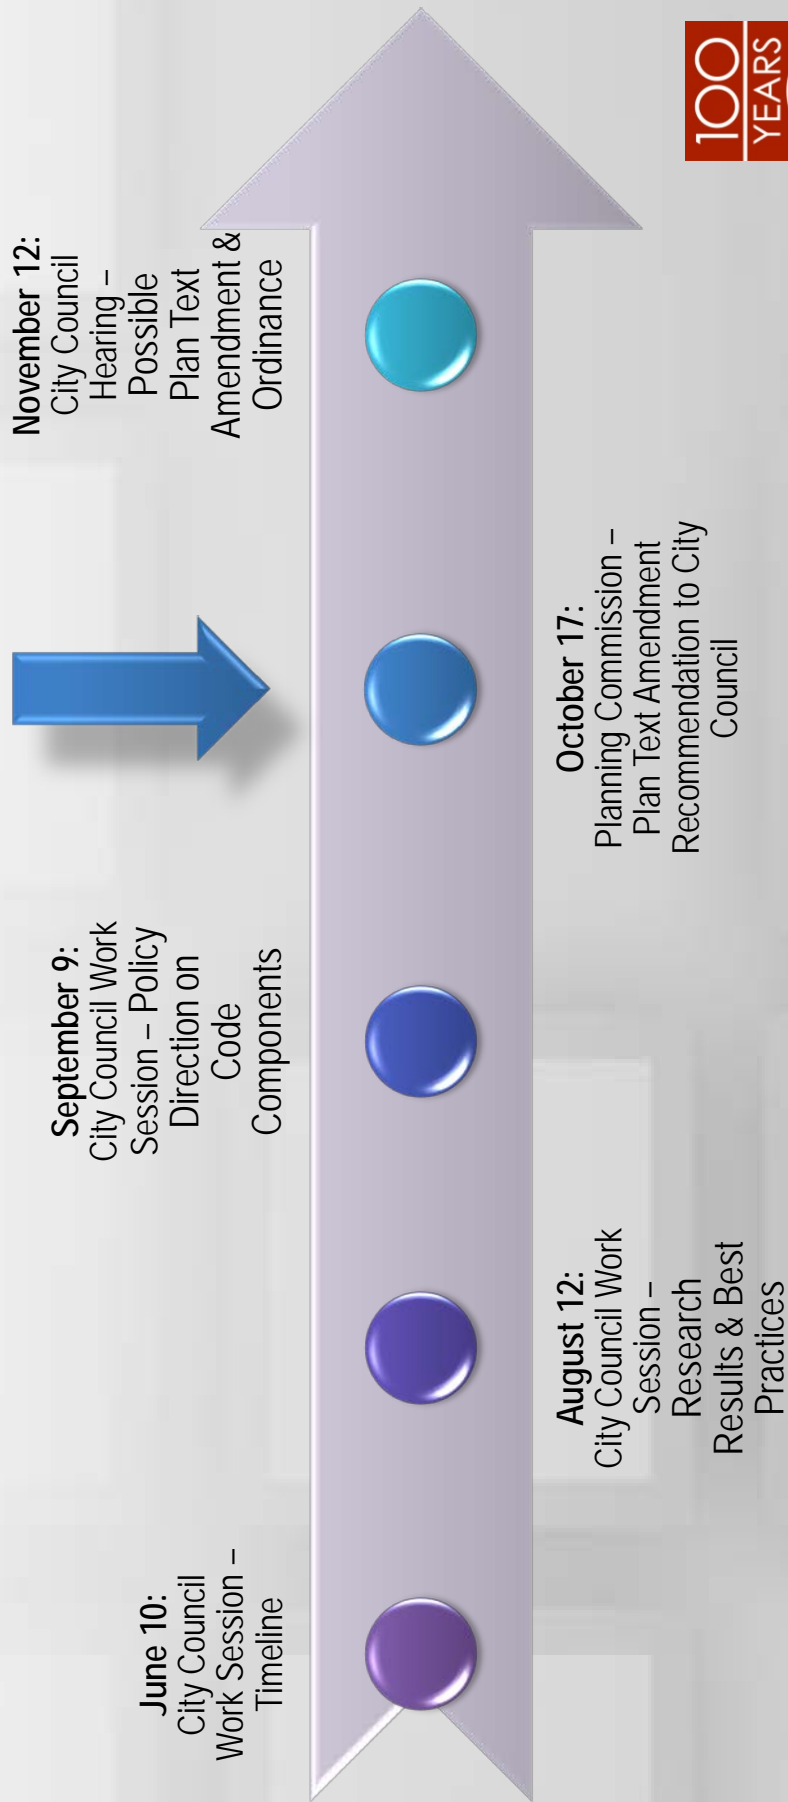 June 10:
City Council
Work Session –
Timeline
August 12:
City Council Work
Session –
Research
Results & Best
Practices
September 9:
City Council Work
Session – Policy
Direction on
Code
Components
October 17:
Planning Commission –
Plan Text Amendment
Recommendation to City
Council
November 12:
City Council
Hearing –
Possible
Plan Text
Amendment &
Ordinance
100
YEARS